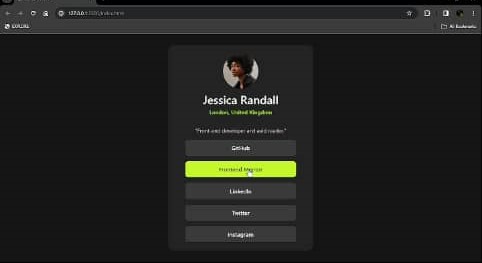 127.0.0.1:5500/index.html
EXPLORE
All Bookmarks
Jessica Randall
London, United Kingdom
"Front-end developer and avid reader."
GitHub
Frontend Mentor
LinkedIn
Twitter
Instagram